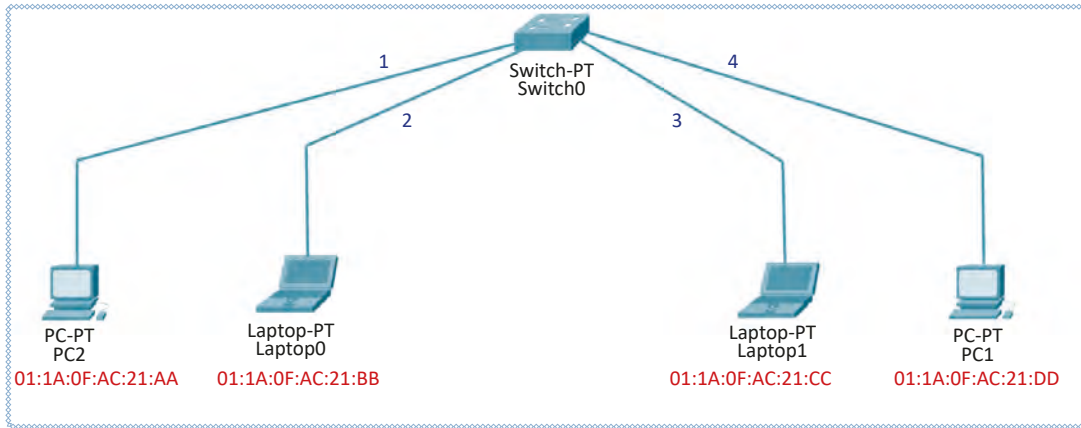 1
4
Switch-PT
Switch0
2
3
PC-PT
PC2
01:1A:0F:AC:21:AA
Laptop-PT
Laptop0
01:1A:0F:AC:21:BB
Laptop-PT
Laptop1
01:1A:0F:AC:21:CC
PC-PT
PC1
01:1A:0F:AC:21:DD